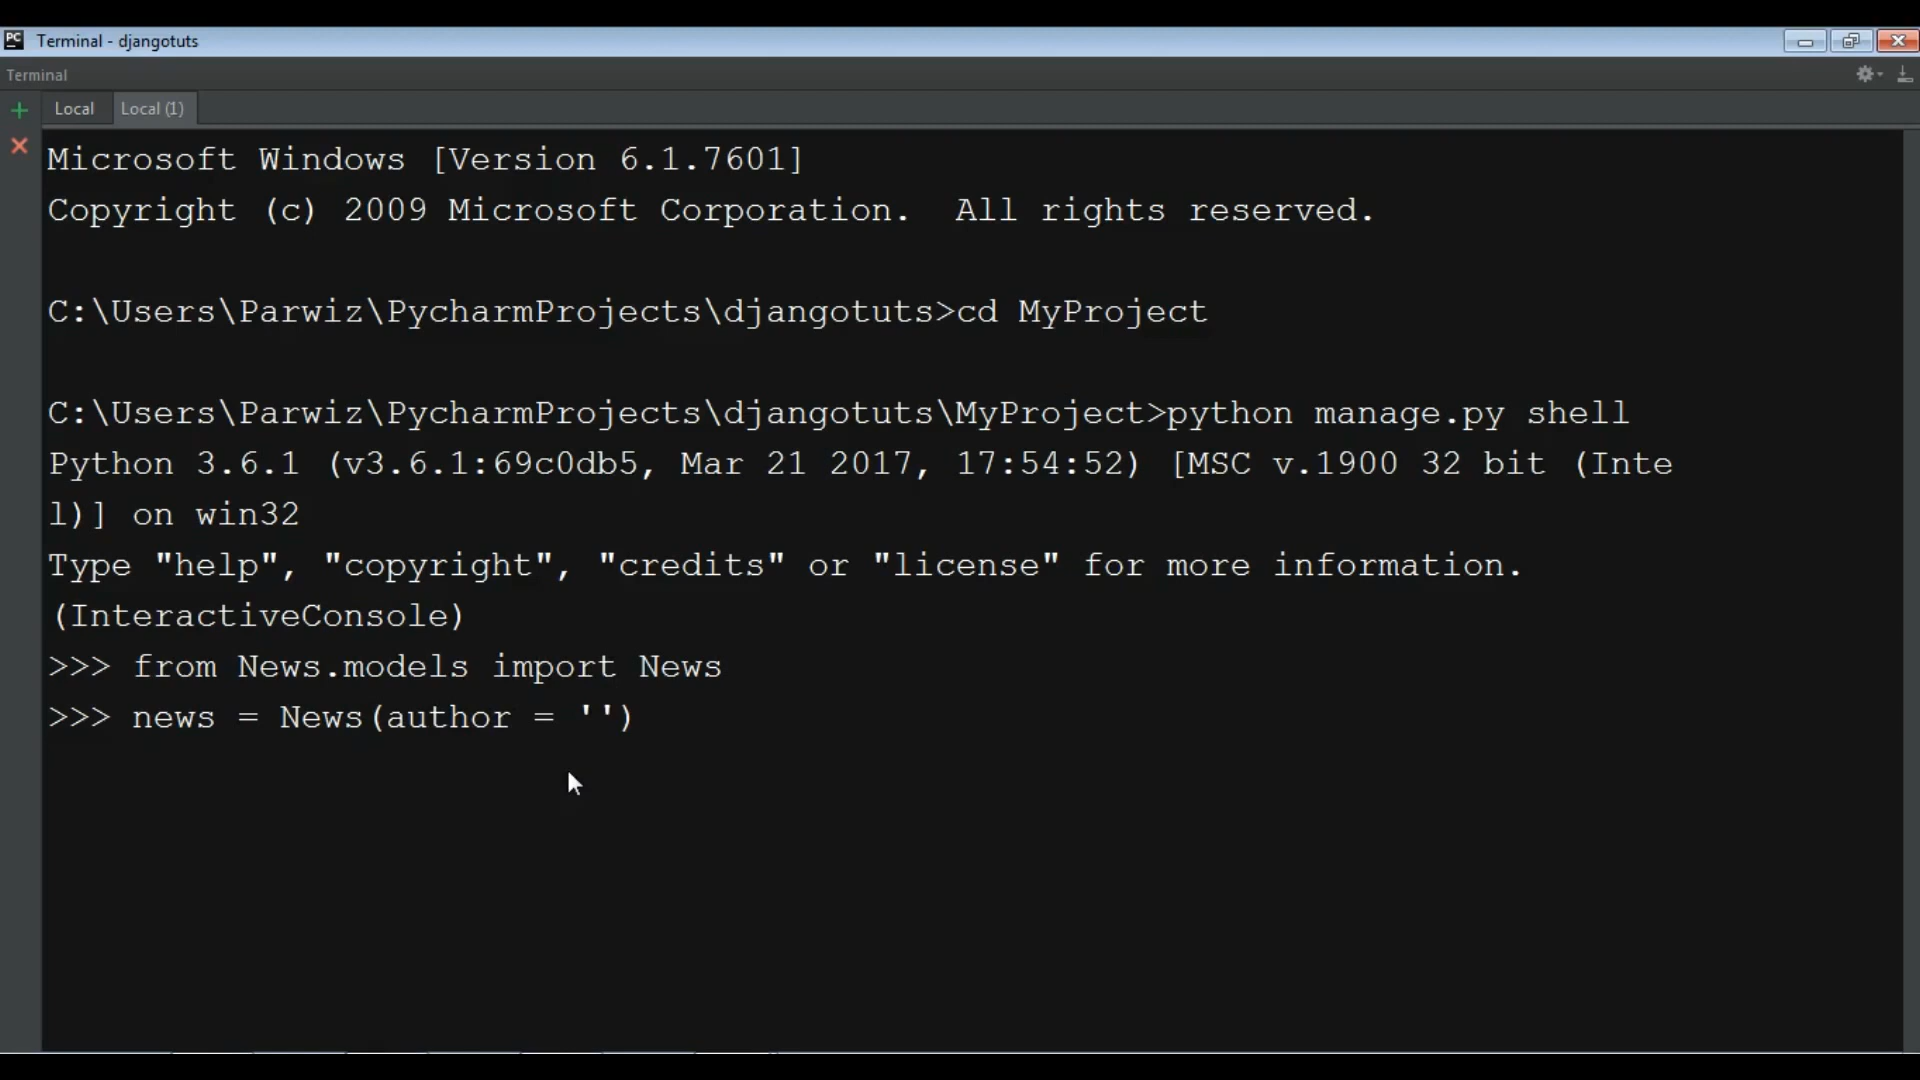 PC Terminal - djangotuts
Terminal
Local Local (1)
Microsoft Windows [Version 6.1.7601]
Copyright (c) 2009 Microsoft Corporation.  All rights reserved.
C:\Users\Parwiz\PycharmProjects\djangotuts>cd MyProject
C:\Users\Parwiz\PycharmProjects\djangotuts\MyProject>python manage.py shell
Python 3.6.1 (v3.6.1:69c0db5, Mar 21 2017, 17:54:52) [MSC v.1900 32 bit (Inte
l)] on win32
Type "help", "copyright", "credits" or "license" for more information.
(InteractiveConsole)
>>> from News.models import News
>>> news = News(author = '')